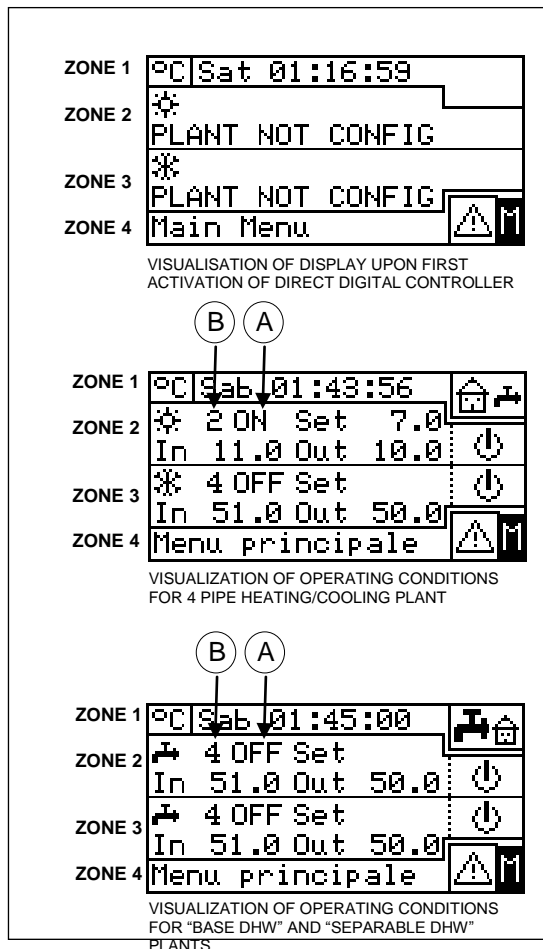 ZONE 1
°C Sat 01:16:59
ZONE 2
PLANT NOT CONFIG
ZONE 3
PLANT NOT CONFIG
ZONE 4
Main Menu M
VISUALISATION OF DISPLAY UPON FIRST
ACTIVATION OF DIRECT DIGITAL CONTROLLER
B A
ZONE 1
°C Sab 01:43:56
ZONE 2
2 ON Set 7.0
In 11.0 Out 10.0
ZONE 3
4 OFF Set
In 51.0 Out 50.0
ZONE 4
Menu principale M
VISUALIZATION OF OPERATING CONDITIONS
FOR 4 PIPE HEATING/COOLING PLANT
B A
ZONE 1
°C Sab 01:45:00
ZONE 2
4 OFF Set
In 51.0 Out 50.0
ZONE 3
4 OFF Set
In 51.0 Out 50.0
ZONE 4
Menu principale M
VISUALIZATION OF OPERATING CONDITIONS
FOR “BASE DHW” AND “SEPARABLE DHW”
PLANTS